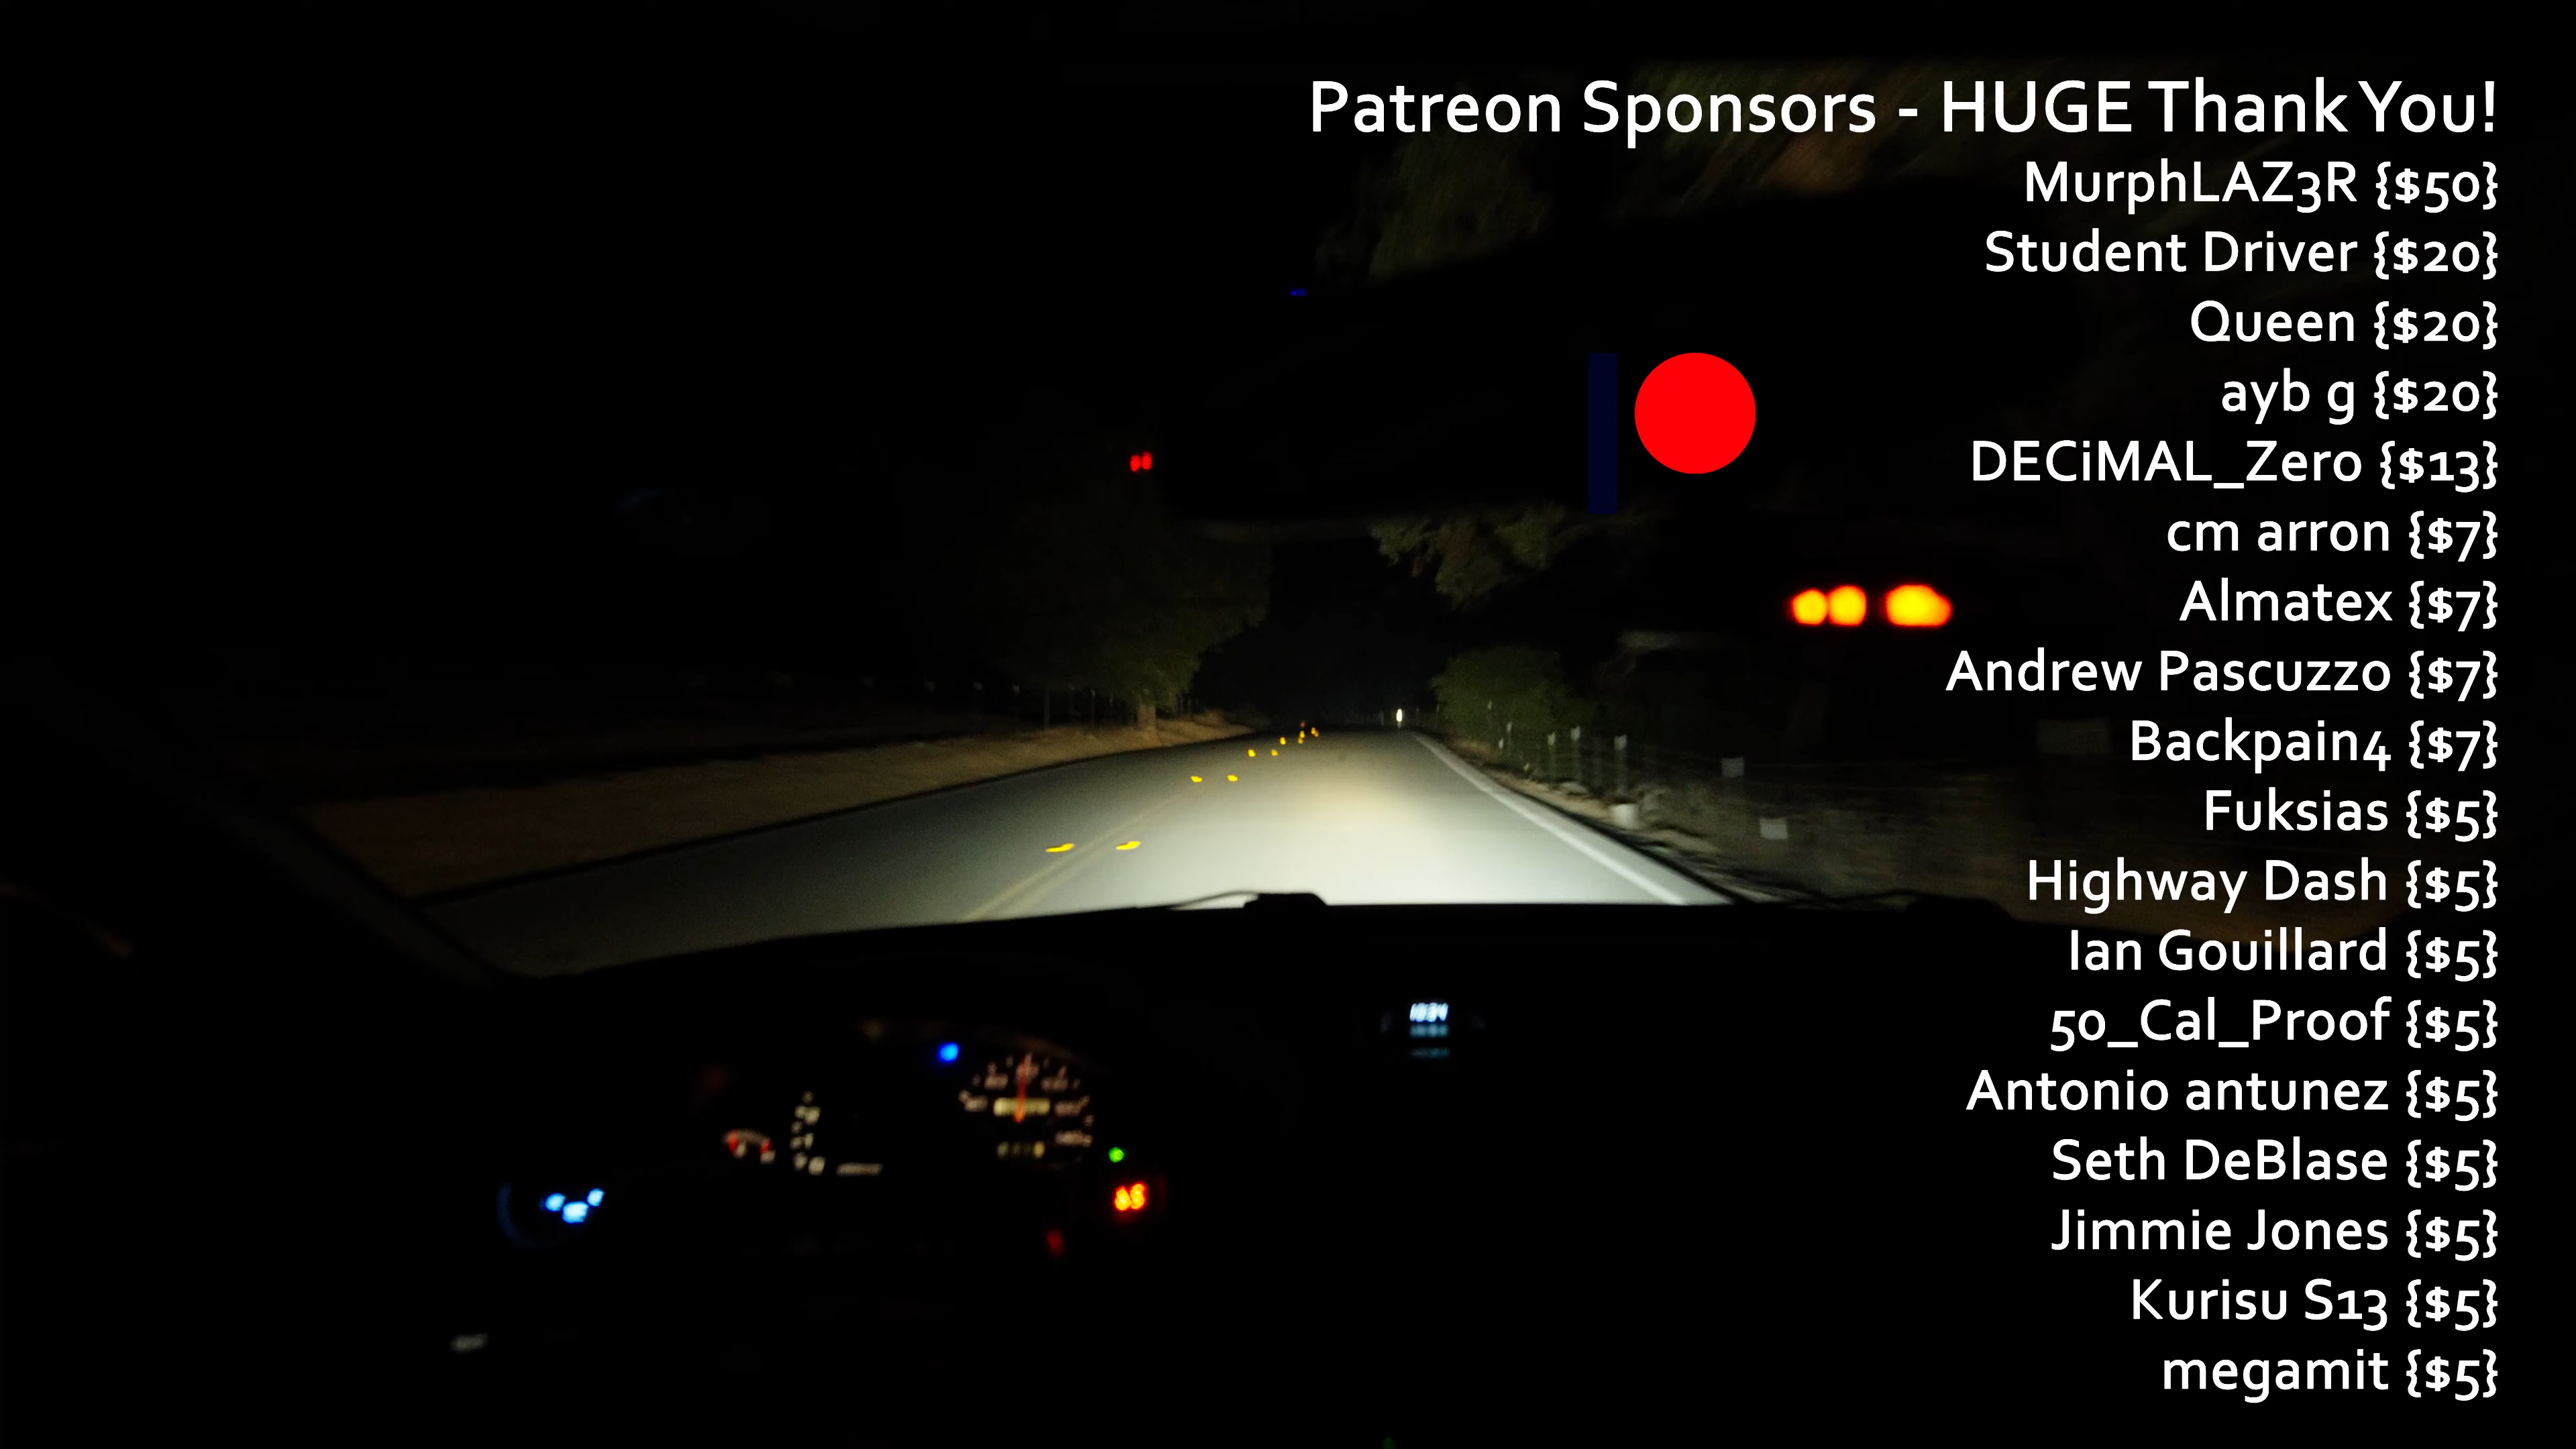 Patreon Sponsors - HUGE Thank You!
MurphLAZ3R {$50}
Student Driver {$20}
Queen {$20}
ayb g {$20}
DECiMAL_Zero {$13}
cm arron {$7}
Almatex {$7}
Andrew Pascuzzo {$7}
Backpain4 {$7}
Fuksias {$5}
Highway Dash {$5}
Ian Gouillard {$5}
50_Cal_Proof {$5}
Antonio antunez {$5}
Seth DeBlase {$5}
Jimmie Jones {$5}
Kurisu S13 {$5}
megamit {$5}